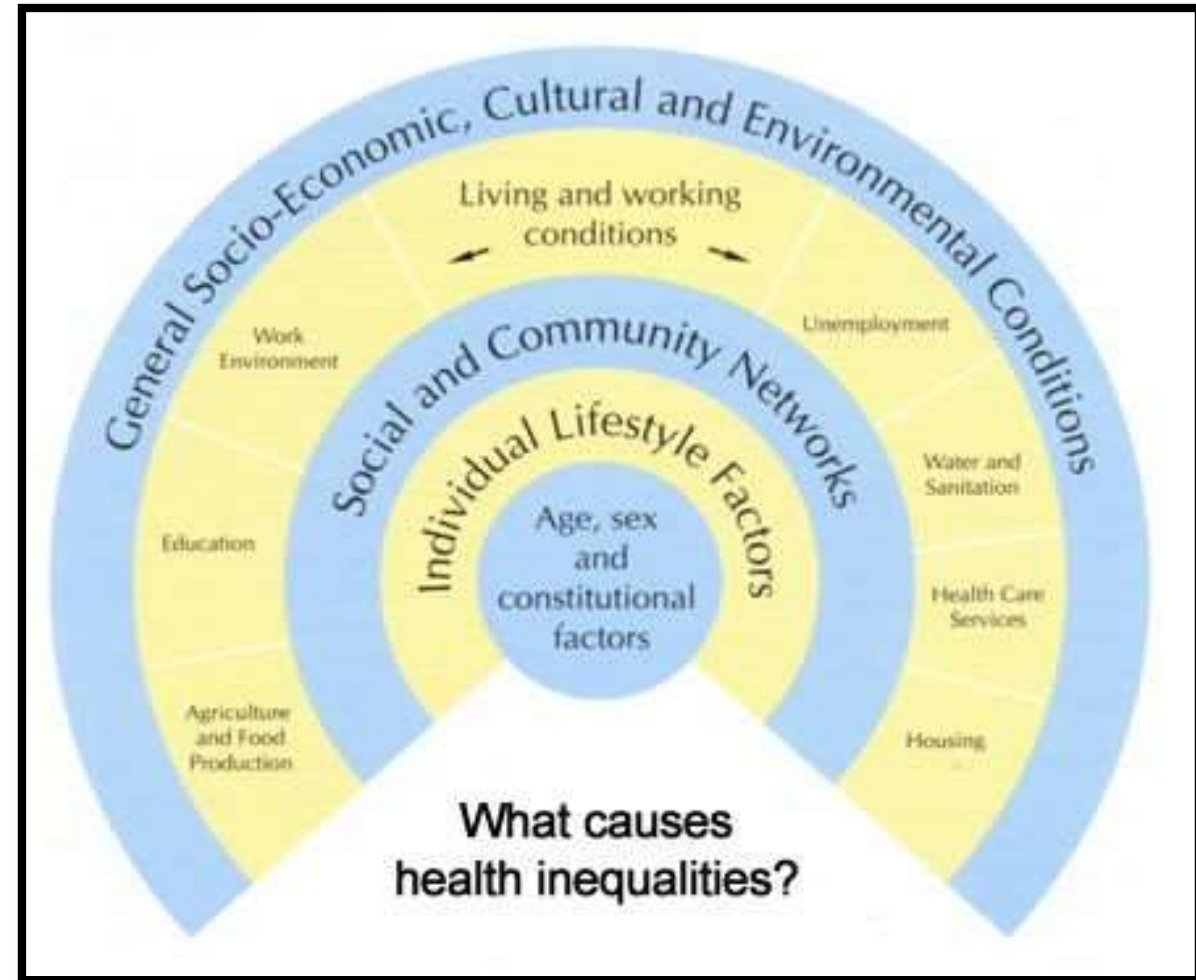 General Socio-Economic, Cultural and Environmental Conditions
Living and working
conditions
Work
Environment
Unemployment
Education
Water and
Sanitation
Agriculture
and Food
Production
Health Care
Services
Housing
Social and Community Networks
Individual Lifestyle Factors
Age, sex
and
constitutional
factors
What causes
health inequalities?